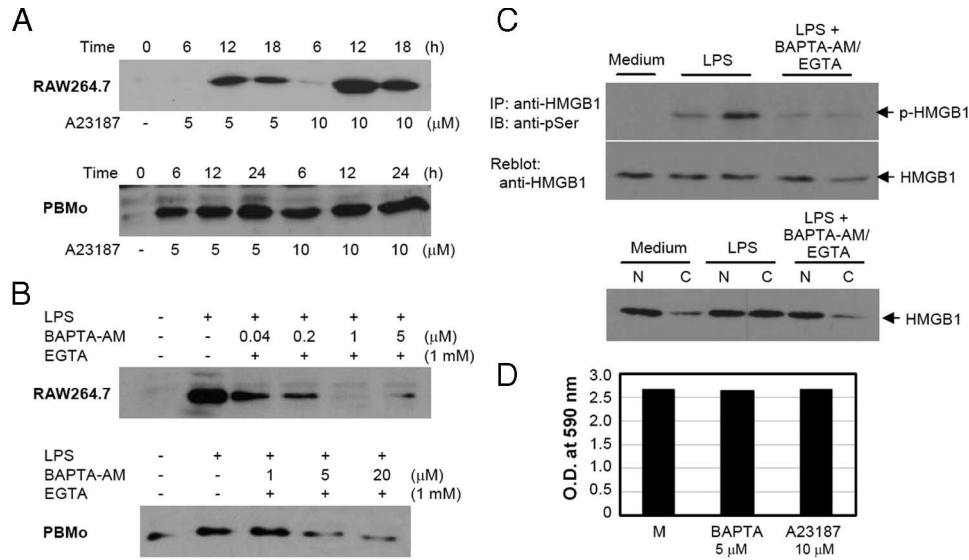 A
Time 0 6 12 18 6 12 18 (h)
RAW264.7
A23187 - 5 5 5 10 10 10 (μM)
Time 0 6 12 24 6 12 24 (h)
PBMo
A23187 - 5 5 5 10 10 10 (μM)
B
LPS - + + + + +
BAPTA-AM - - 0.04 0.2 1 5 (μM)
EGTA - - + + + + (1 mM)
RAW264.7
LPS - + + + +
BAPTA-AM - - 1 5 20 (μM)
EGTA - - + + + (1 mM)
PBMo
C
LPS +
BAPTA-AM/
EGTA
Medium LPS
IP: anti-HMGB1
IB: anti-pSer
p-HMGB1
Reblot:
anti-HMGB1
HMGB1
LPS +
BAPTA-AM/
EGTA
Medium LPS
N C N C N C
HMGB1
D
O.D. at 590 nm
3.0
2.5
2.0
1.5
1.0
0.5
0
M BAPTA A23187
5 μM 10 μM